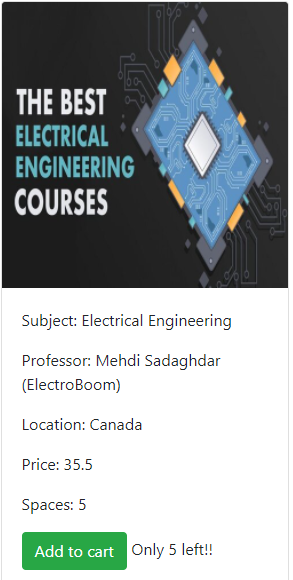 THE BEST
ELECTRICAL
ENGINEERING
COURSES
Subject: Electrical Engineering
Professor: Mehdi Sadaghdar
(ElectroBoom)
Location: Canada
Price: 35.5
Spaces: 5
Add to cart Only 5 left!!